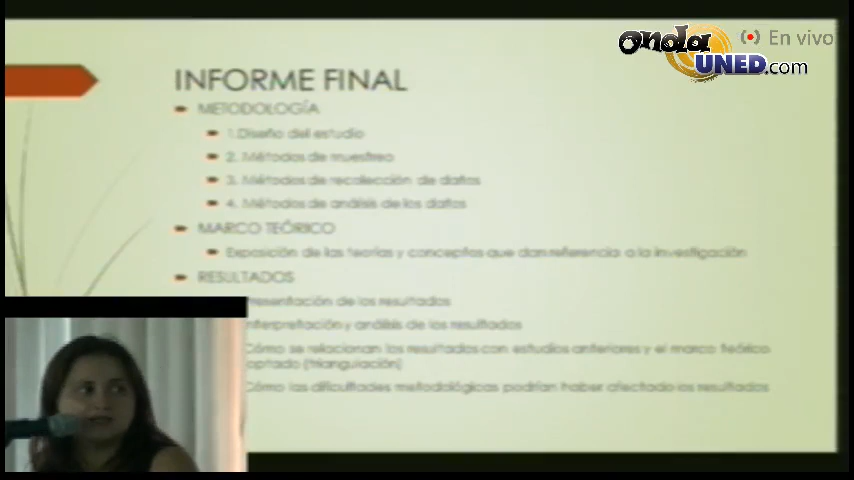 onda
UNED.com
En vivo
INFORME FINAL
METODOLOGÍA
1.Diseño del estudio
2. Métodos de muestreo
3. Métodos de recolección de datos
4. Métodos de análisis de los datos
MARCO TEÓRICO
Exposición de las teorías y conceptos que dan referencia a la investigación
RESULTADOS
resentación de los resultados
nterpretación y análisis de los resultados
Cómo se relacionan los resultados con estudios anteriores y el marco teórico
optado (triangulación)
Cómo las dificultades metodológicas podrían haber afectado los resultados